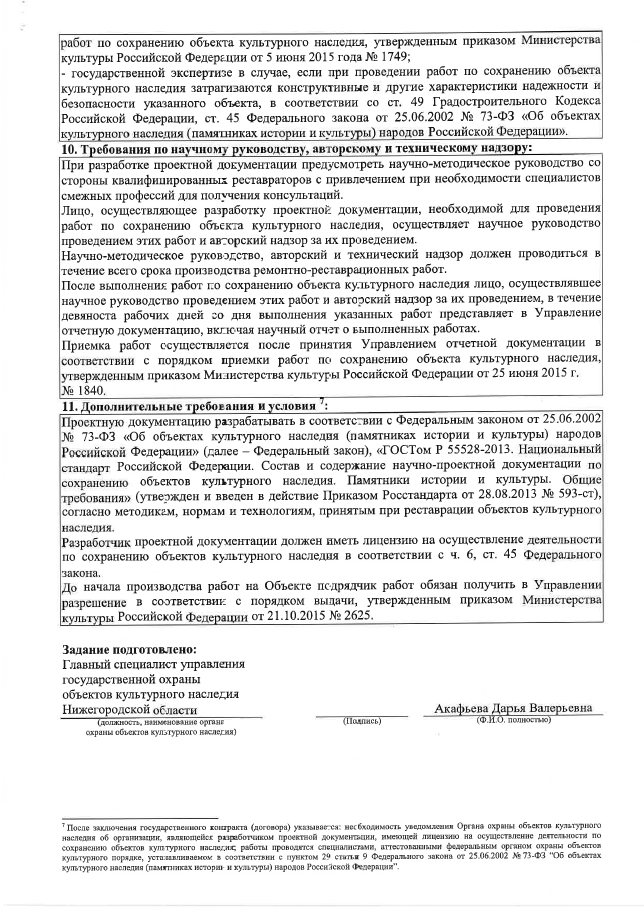 работ по сохранению объекта культурного наследия, утвержденным приказом Министерства
культуры Российской Федерации от 5 июня 2015 года № 1749;
- государственной экспертизе в случае, если при проведении работ по сохранению объекта
культурного наследия затрагиваются конструктивные и другие характеристики надежности и
безопасности указанного объекта, в соответствии со ст. 49 Градостроительного Кодекса
Российской Федерации, ст. 45 Федерального закона от 25.06.2002 № 73-ФЗ «Об объектах
культурного наследия (памятниках истории и культуры) народов Российской Федерации».
10. Требования по научному руководству, авторскому и техническому надзору:
При разработке проектной документации предусмотреть научно-методическое руководство со
стороны квалифицированных реставраторов с привлечением при необходимости специалистов
смежных профессий для получения консультаций.
Лицо, осуществляющее разработку проектной документации, необходимой для проведения
работ по сохранению объекта культурного наследия, осуществляет научное руководство
проведением этих работ и авторский надзор за их проведением.
Научно-методическое руководство, авторский и технический надзор должно проводиться в
течение всего срока производства ремонтно-реставрационных работ.
После выполнения работ по сохранению объекта культурного наследия лицо, осуществлявшее
научное руководство проведением этих работ и авторский надзор за их проведением, в течение
девяноста рабочих дней со дня выполнения указанных работ представляет в Управление
отчетную документацию, включая научный отчет о выполненных работах.
Приемка работ осуществляется после принятия Управлением отчетной документации в
соответствии с порядком приемки работ по сохранению объекта культурного наследия,
утвержденным приказом Министерства культуры Российской Федерации от 25 июня 2015 г.
№ 1840.
11. Дополнительные требования и условия 7:
Проектную документацию разрабатывать в соответствии с Федеральным законом от 25.06.2002
№ 73-ФЗ «Об объектах культурного наследия (памятниках истории и культуры) народов
Российской Федерации» (далее – Федеральный закон), «ГОСТом Р 55528-2013. Национальный
стандарт Российской Федерации. Состав и содержание научно-проектной документации по
сохранению объектов культурного наследия. Памятники истории и культуры. Общие
требования» (утвержден и введен в действие Приказом Росстандарта от 28.08.2013 № 593-ст),
согласно методикам, нормам и технологиям, принятым при реставрации объектов культурного
наследия.
Разработчик проектной документации должен иметь лицензию на осуществление деятельности
по сохранению объектов культурного наследия в соответствии с ч. 6, ст. 45 Федерального
закона.
До начала производства работ на Объекте подрядчик работ обязан получить в Управлении
разрешение в соответствии с порядком выдачи, утвержденным приказом Министерства
культуры Российской Федерации от 21.10.2015 № 2625.
Задание подготовлено:
Главный специалист управления
государственной охраны
объектов культурного наследия
Нижегородской области
Акафьева Дарья Валерьевна
(должность, наименование органа
охраны объектов культурного наследия)
(Подпись)
(Ф.И.О. полностью)
7 После заключения государственного контракта (договора) указывается: необходимость уведомления Органа охраны объектов культурного
наследия об организации, являющейся разработчиком проектной документации, имеющей лицензию на осуществление деятельности по
сохранению объектов культурного наследия; работы проводятся специалистами, аттестованными федеральным органом охраны объектов
культурного порядке, устанавливаемом в соответствии с пунктом 29 статьи 9 Федерального закона от 25.06.2002 № 73-ФЗ "Об объектах
культурного наследия (памятниках истории и культуры) народов Российской Федерации".